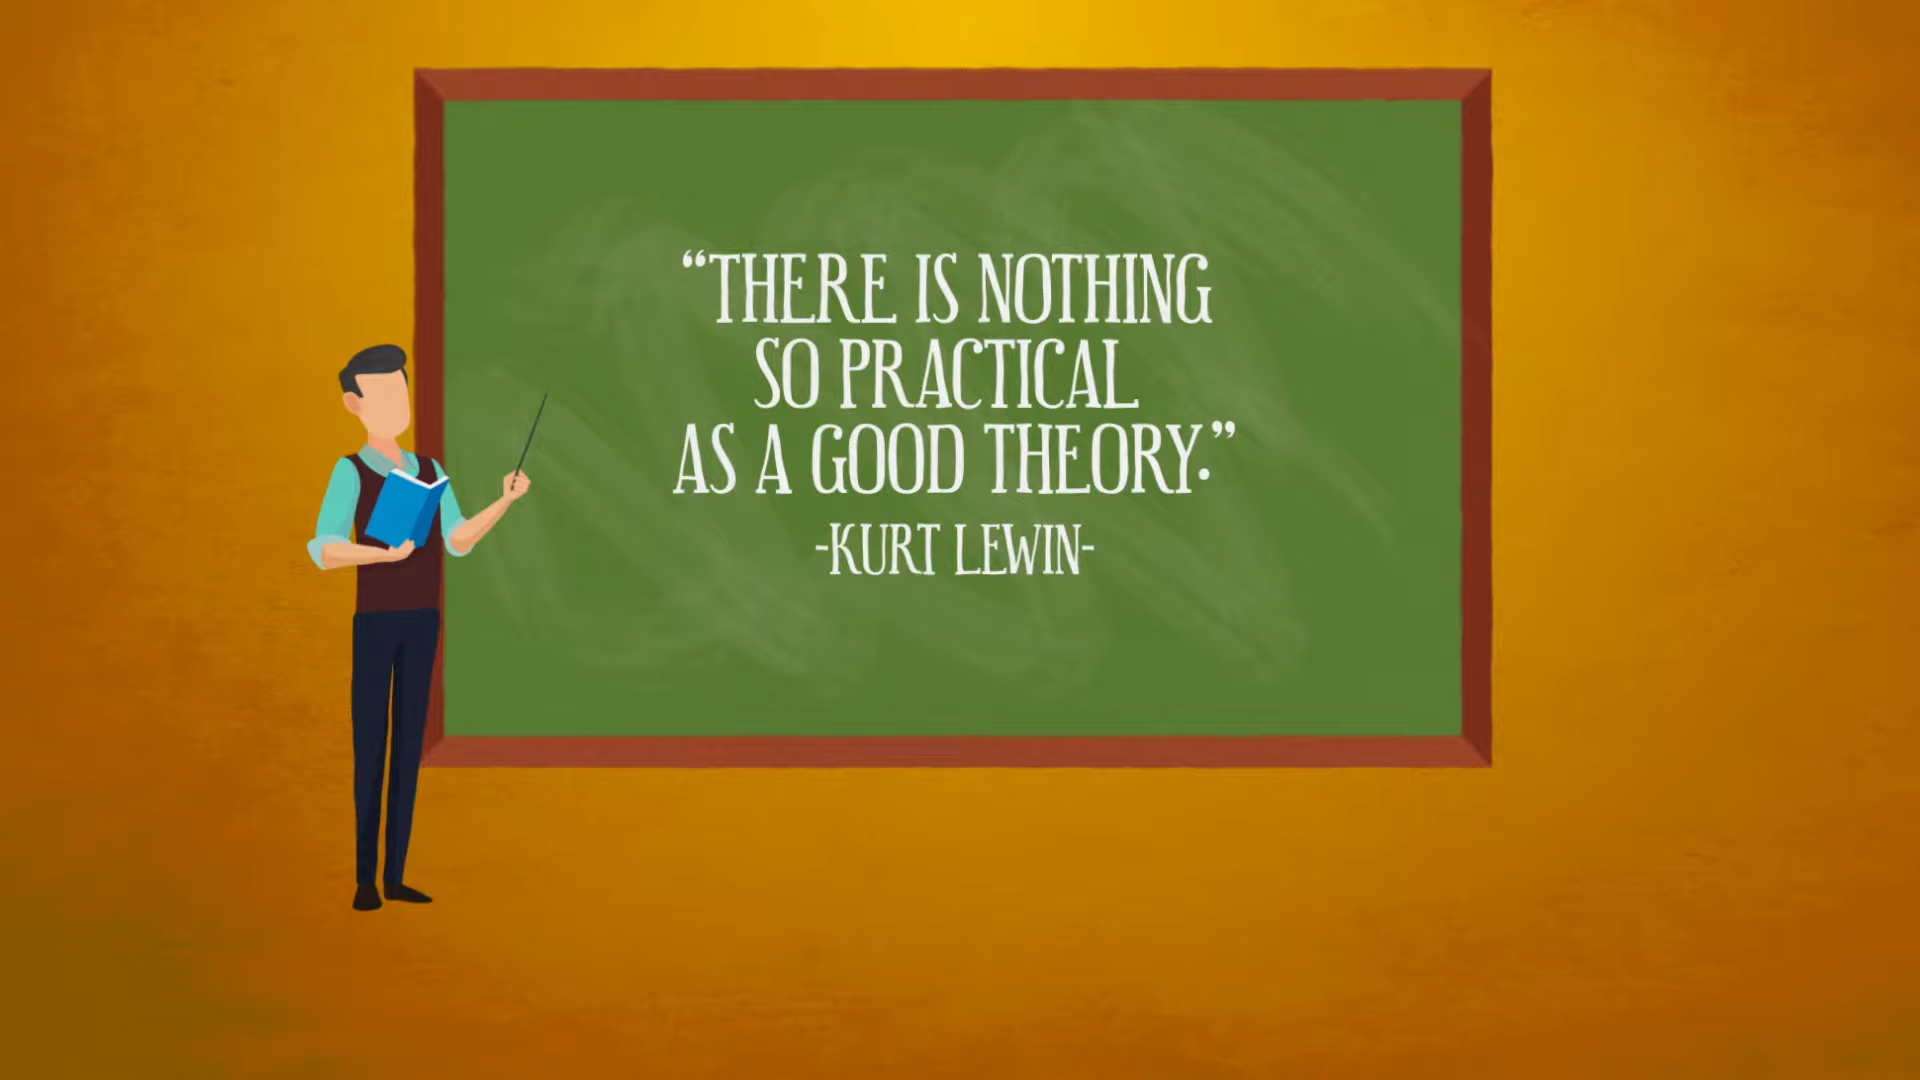 “THERE IS NOTHING
SO PRACTICAL
AS A GOOD THEORY.”
-KURT LEWIN-